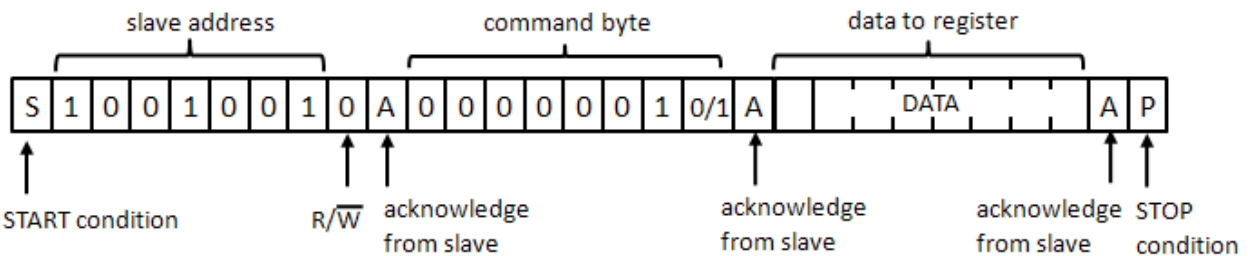 slave address command byte data to register
S 1 0 0 1 0 0 1 0 A 0 0 0 0 0 0 1 0/1 A DATA A P
START condition R/W̅ acknowledge from slave acknowledge from slave acknowledge from slave STOP condition